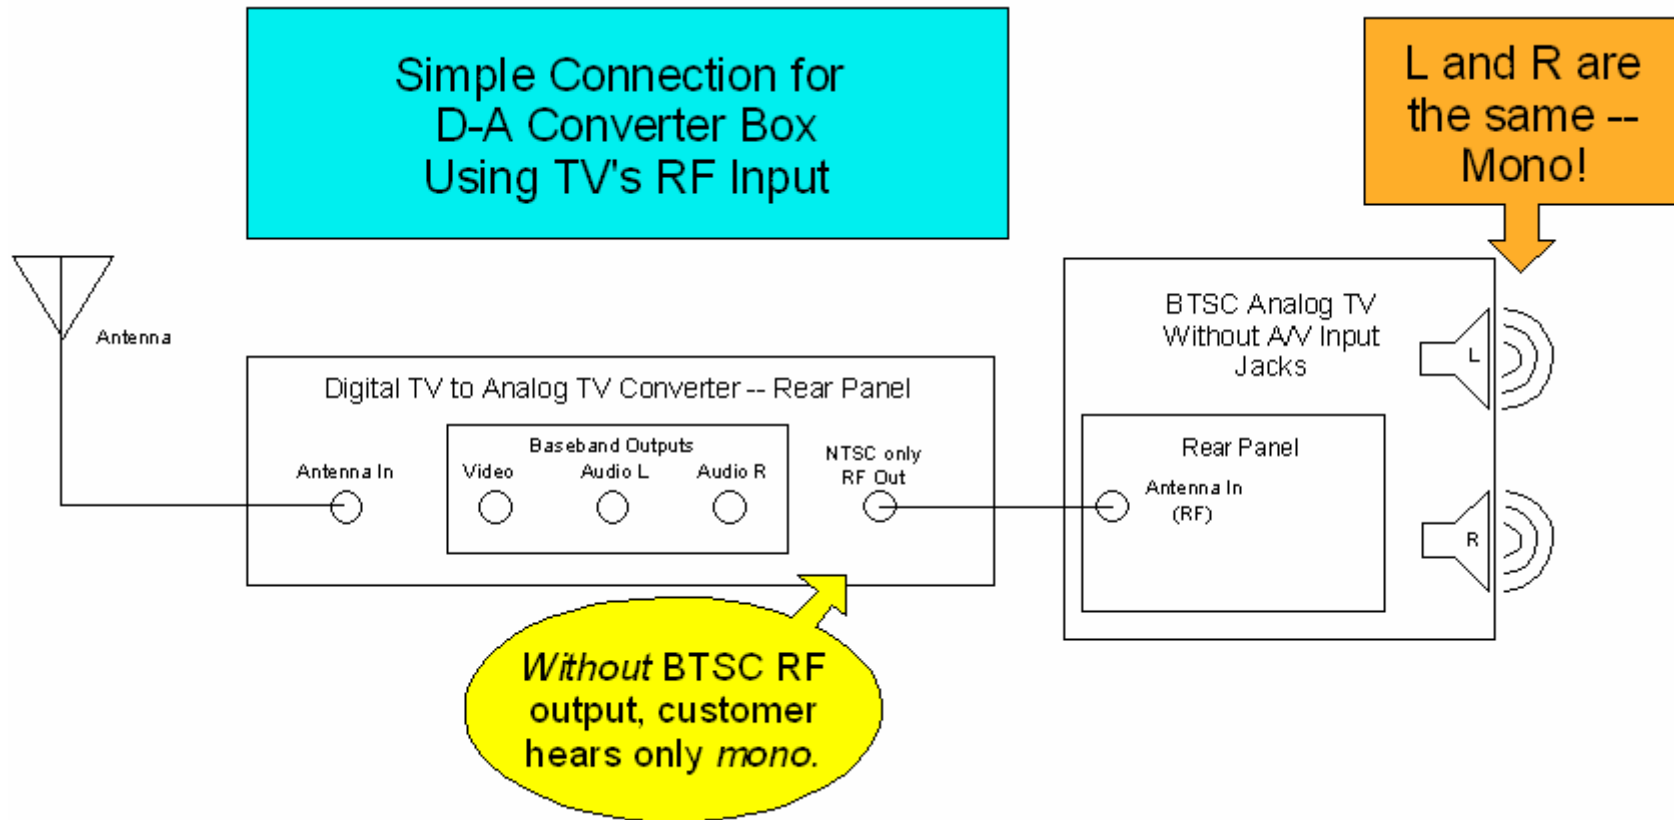 Simple Connection for
D-A Converter Box
Using TV's RF Input
L and R are
the same --
Mono!
Antenna
Digital TV to Analog TV Converter -- Rear Panel
Antenna In
Baseband Outputs
Video
Audio L
Audio R
NTSC only
RF Out
BTSC Analog TV
Without A/V Input
Jacks
Rear Panel
Antenna In
(RF)
L
R
Without BTSC RF
output, customer
hears only mono.